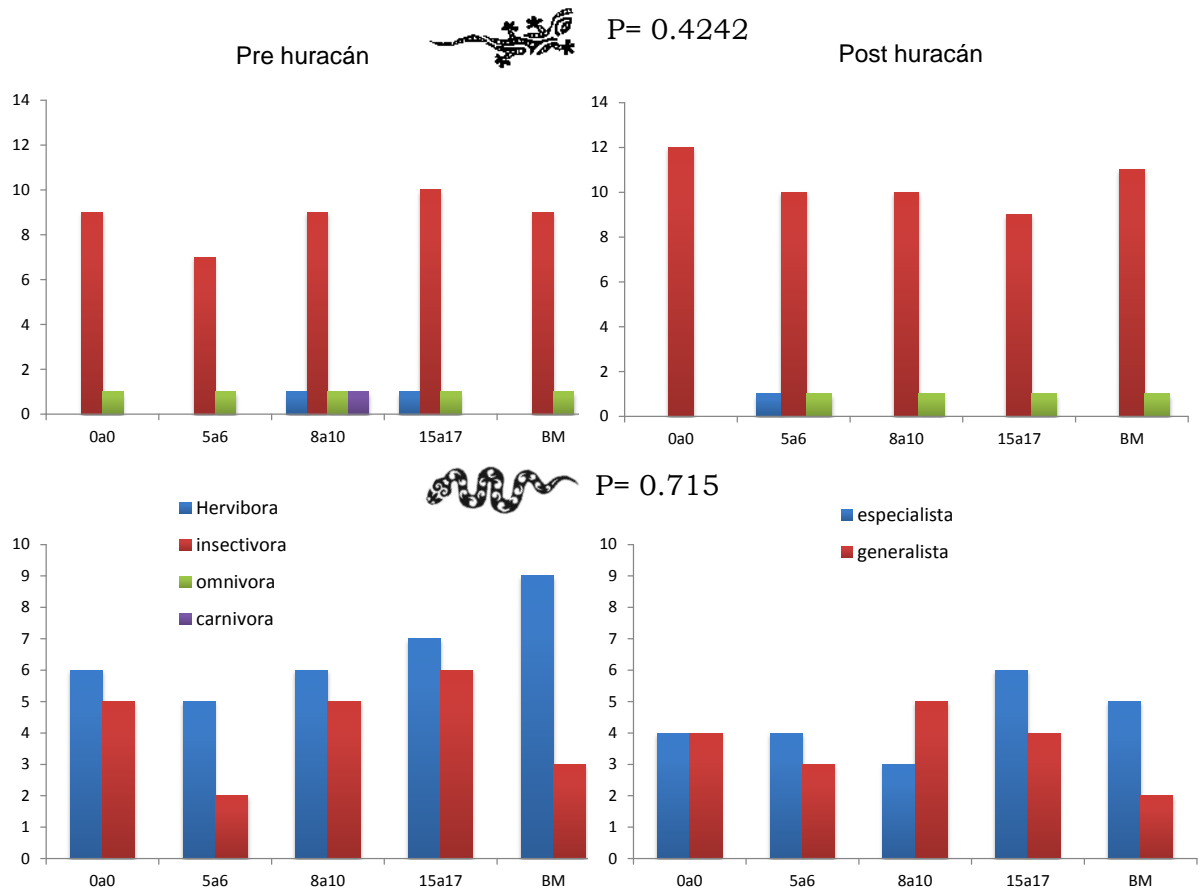 P= 0.4242
Pre huracán
Post huracán
14
12
10
8
6
4
2
0
0a0 5a6 8a10 15a17 BM
14
12
10
8
6
4
2
0
0a0 5a6 8a10 15a17 BM
P= 0.715
Hervibora
insectivora
omnivora
carnivora
10
9
8
7
6
5
4
3
2
1
0
0a0 5a6 8a10 15a17 BM
especialista
generalista
10
9
8
7
6
5
4
3
2
1
0
0a0 5a6 8a10 15a17 BM